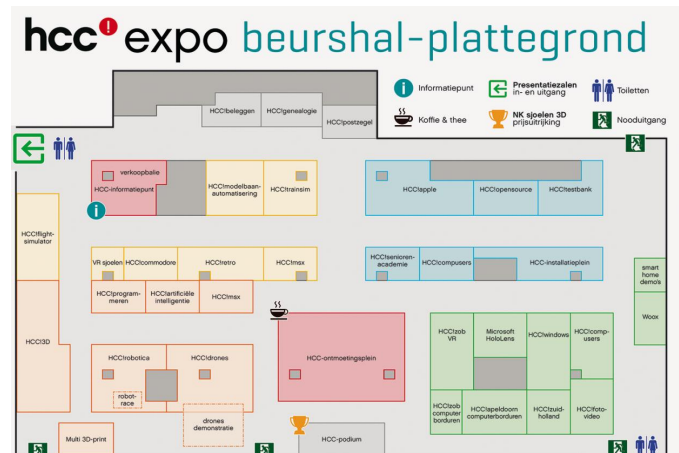 hcc! expo beurshal-plattegrond
i Informatiepunt
Presentatiezalen
in- en uitgang
Toiletten
Koffie & thee
NK sjoelen 3D
prijsuitrijking
Nooduitgang
HCC!beleggen
HCC!genealogie
HCC!postzegel
verkoopbalie
HCC-informatiepunt
i
HCC!modelbaan-
automatisering
HCC!trainsim
HCC!apple
HCC!opensource
HCC!testbank
HCC!flight-
simulator
VR sjoelen
HCC!commodore
HCC!retro
HCC!msx
HCC!senioren-
academie
HCC!compusers
HCC-installatieplein
smart
home
demo's
HCC!program-
meren
HCC!artificiële
intelligentie
HCC!msx
Woox
HCC!3D
HCC!robotica
HCC!drones
HCC-ontmoetingsplein
HCC!zob
VR
Microsoft
HoloLens
HCC!windows
HCC!comp-
users
robot-
race
drones
demonstratie
HCC!zob
computer
borduren
HCC!apeldoorn
computerborduren
HCC!zuid-
holland
HCC!foto-
video
Multi 3D-print
HCC-podium